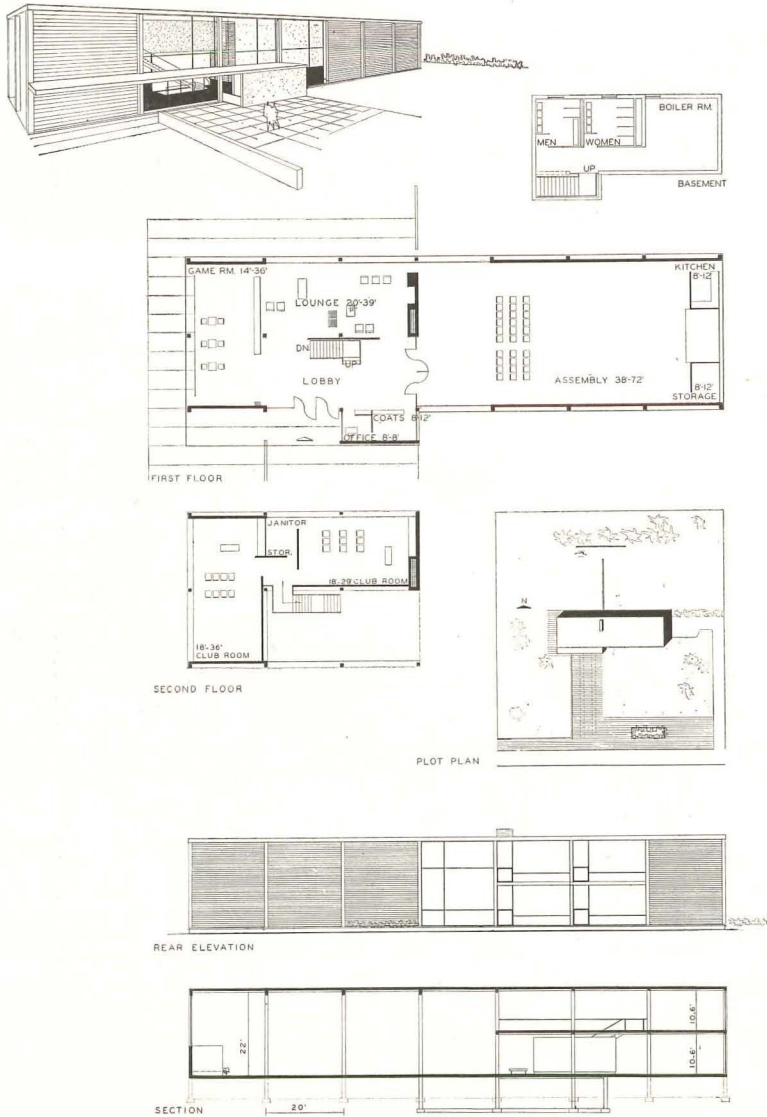 MEN
WOMEN
BOILER RM.
UP
BASEMENT
GAME RM. 14'-36'
KITCHEN
8'-12'
LOUNGE 20'-39'
DN
UP
LOBBY
ASSEMBLY 38'-72'
8'-12'
STORAGE
COATS 8'-12'
OFFICE 8'-8'
FIRST FLOOR
JANITOR
STOR.
18'-29' CLUB ROOM
18'-36'
CLUB ROOM
SECOND FLOOR
N
PLOT PLAN
REAR ELEVATION
22'
10'.6"
10'.6"
SECTION
20'